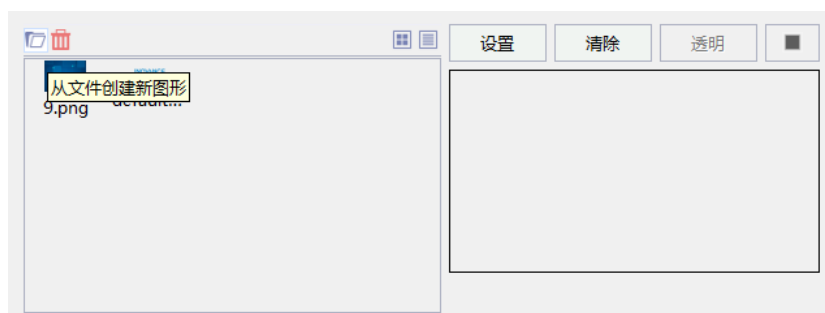 设置
清除
透明
从文件创建新图形
9.png
default...